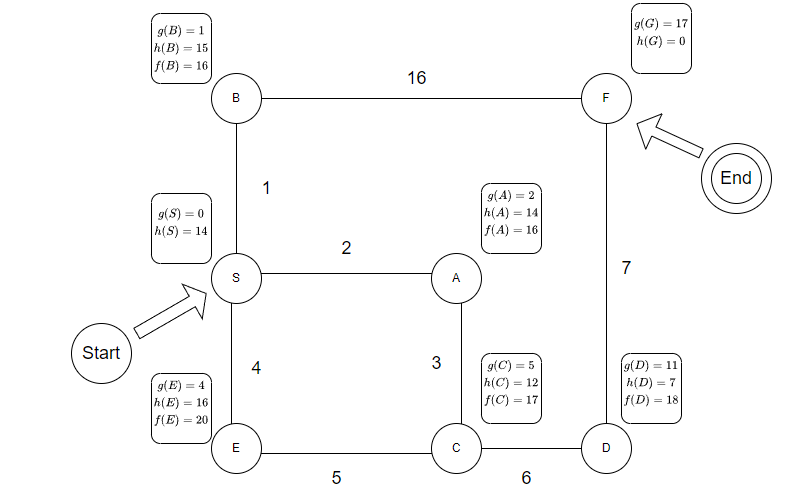 g(B) = 1
h(B) = 15
f(B) = 16
g(G) = 17
h(G) = 0
16
B
F
End
1
g(A) = 2
h(A) = 14
f(A) = 16
g(S) = 0
h(S) = 14
2
S
A
7
Start
4
3
g(E) = 4
h(E) = 16
f(E) = 20
g(C) = 5
h(C) = 12
f(C) = 17
g(D) = 11
h(D) = 7
f(D) = 18
E
C
D
5
6